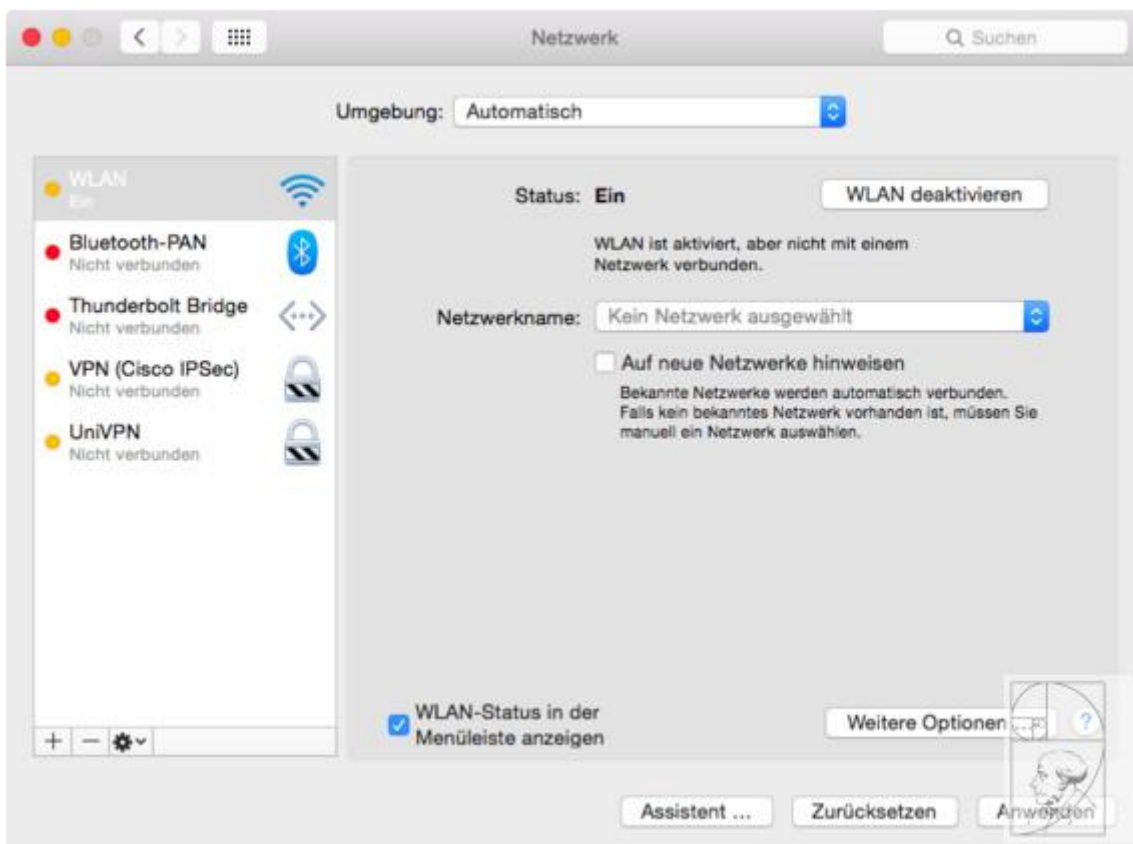 Netzwerk
Suchen
Umgebung: Automatisch
WLAN
Ein
Bluetooth-PAN
Nicht verbunden
Thunderbolt Bridge
Nicht verbunden
VPN (Cisco IPSec)
Nicht verbunden
UniVPN
Nicht verbunden
Status: Ein
WLAN deaktivieren
WLAN ist aktiviert, aber nicht mit einem
Netzwerk verbunden.
Netzwerkname: Kein Netzwerk ausgewählt
Auf neue Netzwerke hinweisen
Bekannte Netzwerke werden automatisch verbunden.
Falls kein bekanntes Netzwerk vorhanden ist, müssen Sie
manuell ein Netzwerk auswählen.
WLAN-Status in der
Menüleiste anzeigen
Weitere Optionen ...
?
Assistent ...
Zurücksetzen
Anwenden